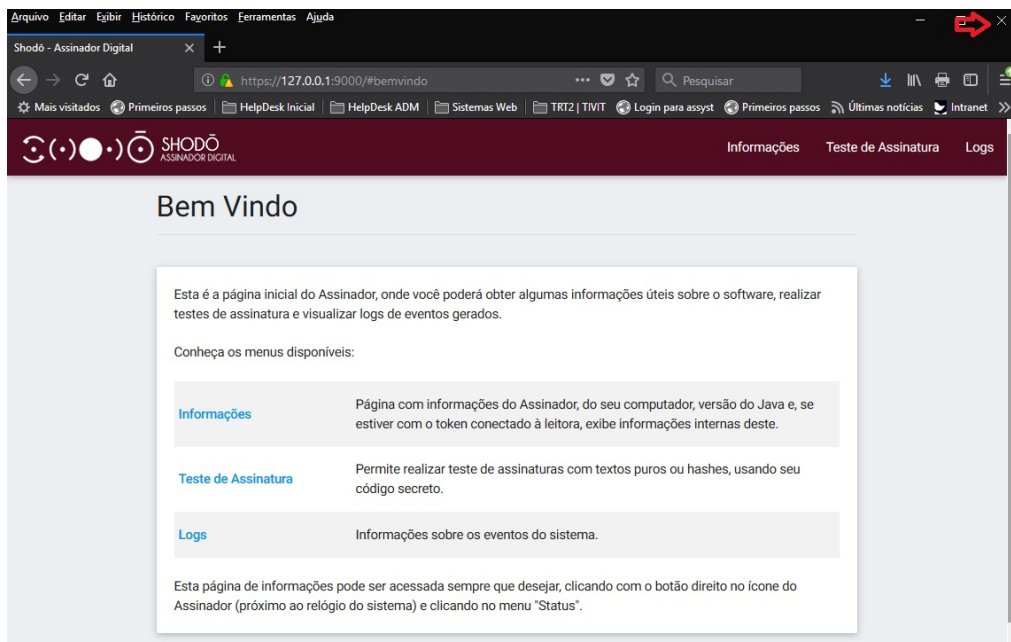 Arquivo Editar Exibir Histórico Favoritos Ferramentas Ajuda
Shodō - Assinador Digital
https://127.0.0.1:9000/#bemvindo
Pesquisar
Mais visitados Primeiros passos HelpDesk Inicial HelpDesk ADM Sistemas Web TRT2 | TIVIT Login para assyst Primeiros passos Últimas notícias Intranet
SHODŌ
ASSINADOR DIGITAL
Informações Teste de Assinatura Logs
Bem Vindo
Esta é a página inicial do Assinador, onde você poderá obter algumas informações úteis sobre o software, realizar
testes de assinatura e visualizar logs de eventos gerados.
Conheça os menus disponíveis:
Informações
Página com informações do Assinador, do seu computador, versão do Java e, se
estiver com o token conectado à leitora, exibe informações internas deste.
Teste de Assinatura
Permite realizar teste de assinaturas com textos puros ou hashes, usando seu
código secreto.
Logs
Informações sobre os eventos do sistema.
Esta página de informações pode ser acessada sempre que desejar, clicando com o botão direito no ícone do
Assinador (próximo ao relógio do sistema) e clicando no menu "Status".